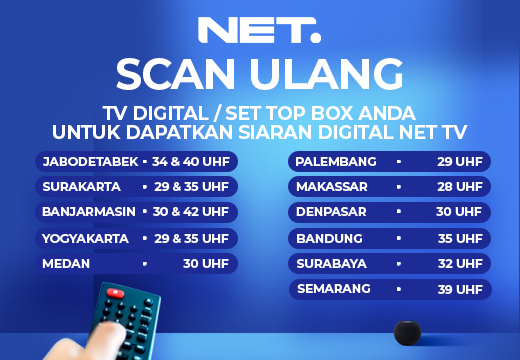 NET.
SCAN ULANG
TV DIGITAL / SET TOP BOX ANDA
UNTUK DAPATKAN SIARAN DIGITAL NET TV
JABODETABEK • 34 & 40 UHF
SURAKARTA • 29 & 35 UHF
BANJARMASIN • 30 & 42 UHF
YOGYAKARTA • 29 & 35 UHF
MEDAN • 30 UHF
PALEMBANG • 29 UHF
MAKASSAR • 28 UHF
DENPASAR • 30 UHF
BANDUNG • 35 UHF
SURABAYA • 32 UHF
SEMARANG • 39 UHF